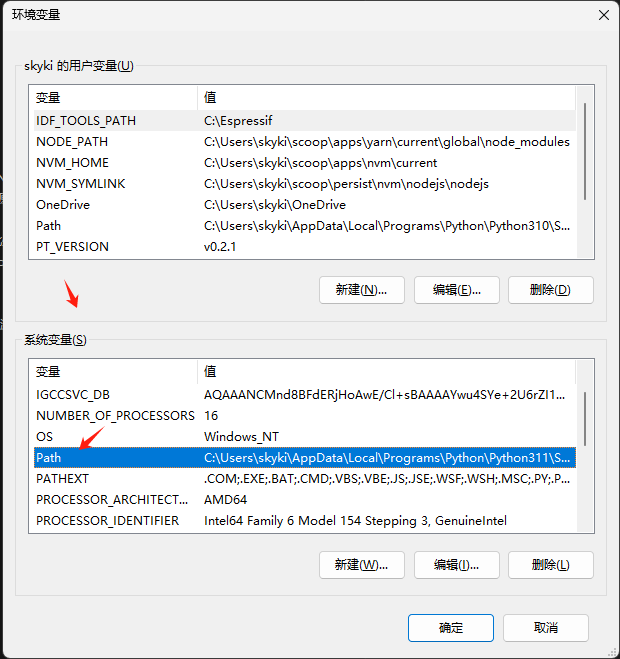 环境变量
skyki 的用户变量(U)
变量 值
IDF_TOOLS_PATH C:\Espressif
NODE_PATH C:\Users\skyki\scoop\apps\yarn\current\global\node_modules
NVM_HOME C:\Users\skyki\scoop\apps\nvm\current
NVM_SYMLINK C:\Users\skyki\scoop\persist\nvm\nodejs\nodejs
OneDrive C:\Users\skyki\OneDrive
Path C:\Users\skyki\AppData\Local\Programs\Python\Python310\S...
PT_VERSION v0.2.1
新建(N)... 编辑(E)... 删除(D)
系统变量(S)
变量 值
IGCCSVC_DB AQAAANCMnd8BFdERjHoAwE/Cl+sBAAAAYwu4SYe+2U6rZI1...
NUMBER_OF_PROCESSORS 16
OS Windows_NT
Path C:\Users\skyki\AppData\Local\Programs\Python\Python311\S...
PATHEXT .COM;.EXE;.BAT;.CMD;.VBS;.VBE;.JS;.JSE;.WSF;.WSH;.MSC;.PY;.P...
PROCESSOR_ARCHITECT... AMD64
PROCESSOR_IDENTIFIER Intel64 Family 6 Model 154 Stepping 3, GenuineIntel
新建(W)... 编辑(I)... 删除(L)
确定 取消